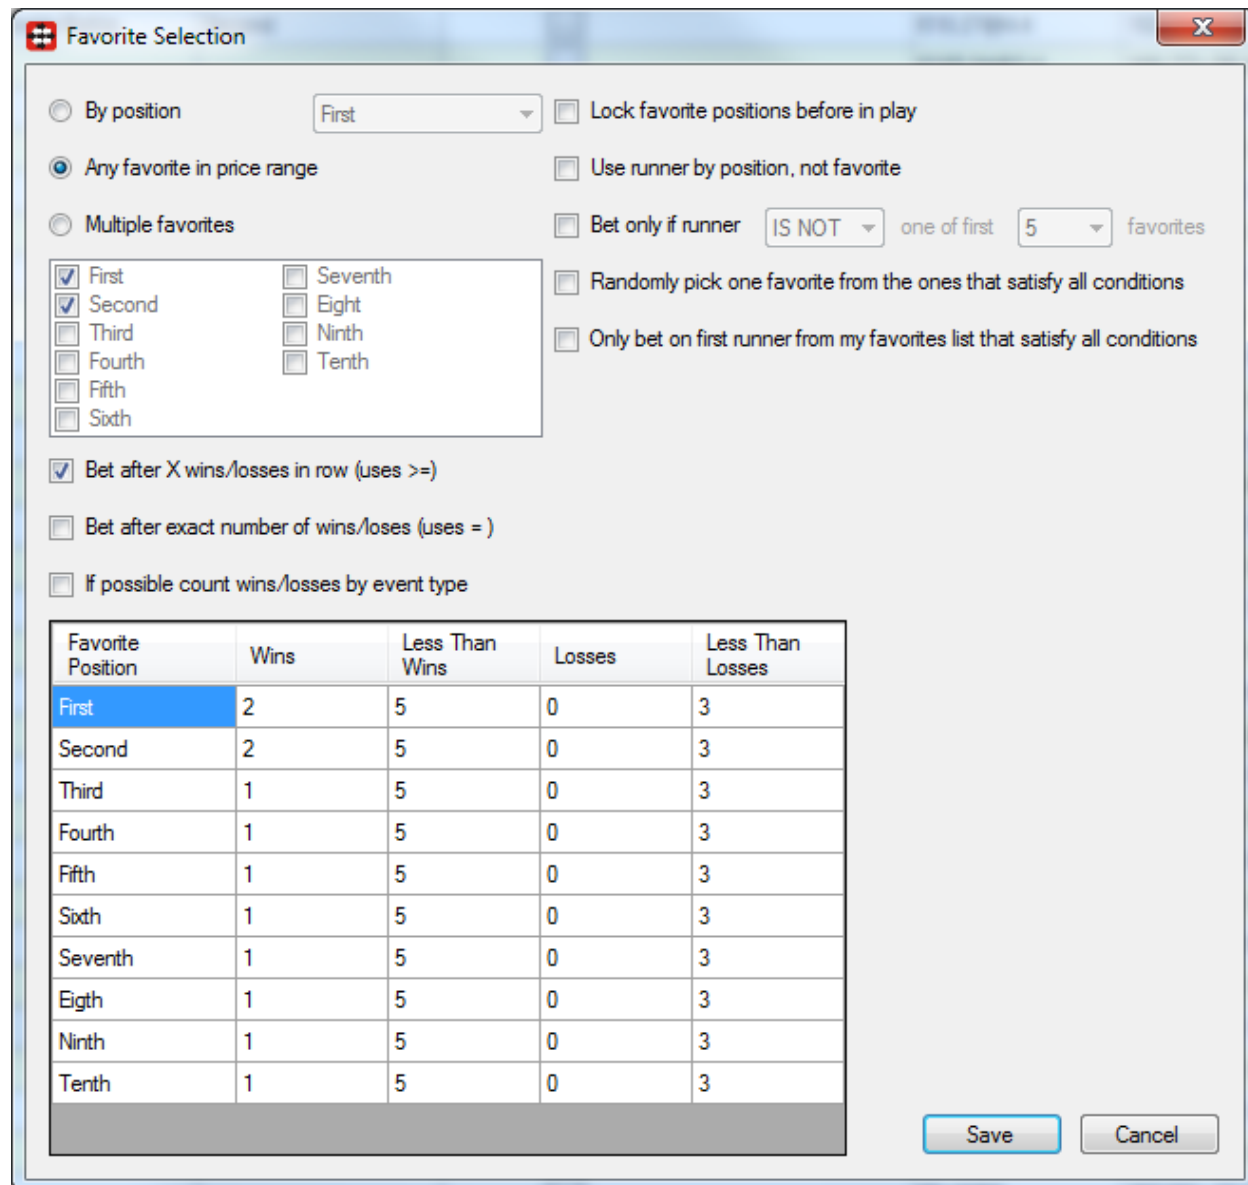 Favorite Selection
By position First
Lock favorite positions before in play
Any favorite in price range
Use runner by position, not favorite
Multiple favorites
Bet only if runner IS NOT one of first 5 favorites
First Seventh
Second Eight
Third Ninth
Fourth Tenth
Fifth
Sixth
Randomly pick one favorite from the ones that satisfy all conditions
Only bet on first runner from my favorites list that satisfy all conditions
Bet after X wins/losses in row (uses >=)
Bet after exact number of wins/loses (uses = )
If possible count wins/losses by event type
Favorite Position Wins Less Than Wins Losses Less Than Losses
First 2 5 0 3
Second 2 5 0 3
Third 1 5 0 3
Fourth 1 5 0 3
Fifth 1 5 0 3
Sixth 1 5 0 3
Seventh 1 5 0 3
Eigth 1 5 0 3
Ninth 1 5 0 3
Tenth 1 5 0 3
Save Cancel